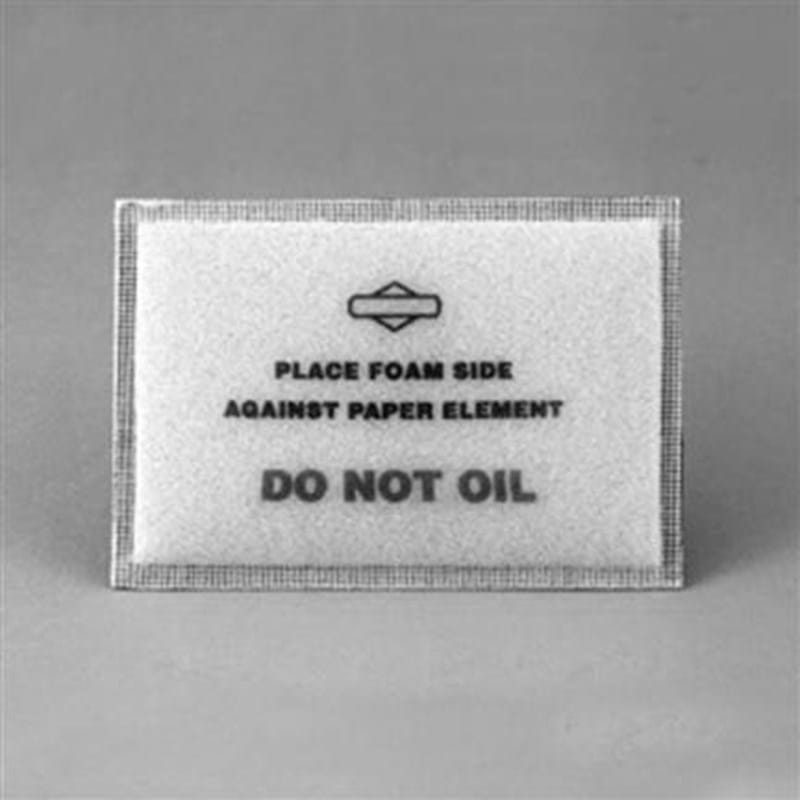 PLACE FOAM SIDE
AGAINST PAPER ELEMENT
DO NOT OIL